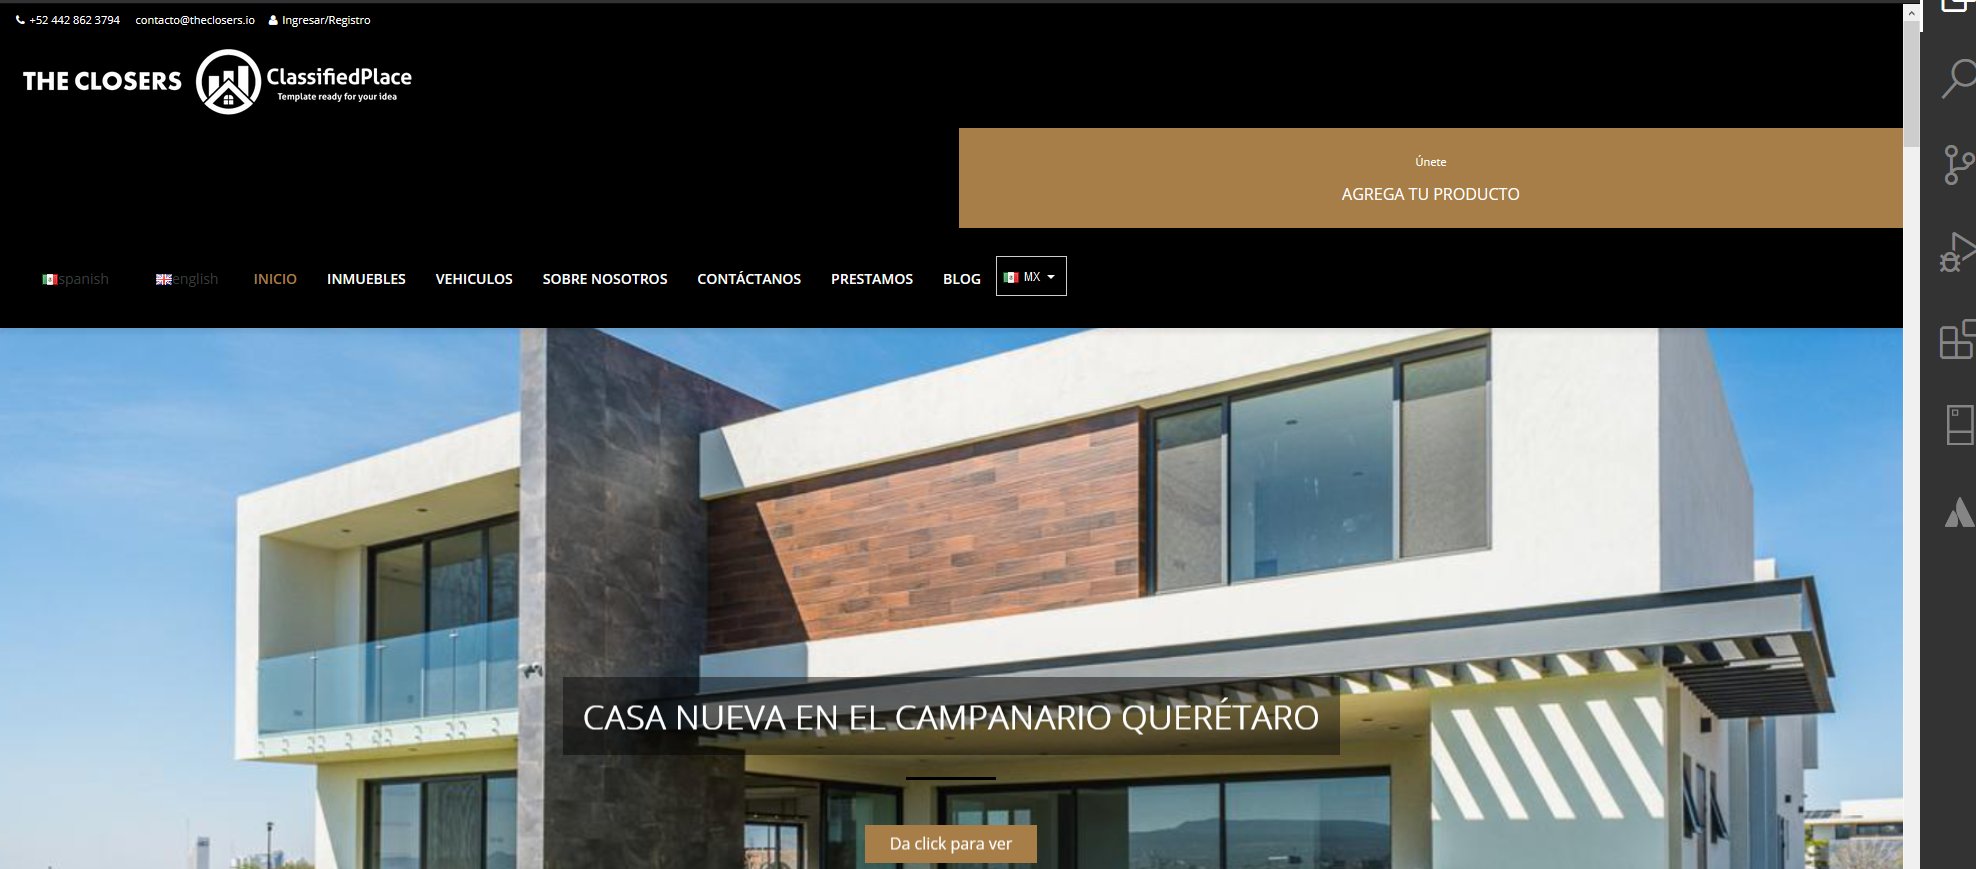 +52 442 862 3794 contacto@theclosers.io Ingresar/Registro
THE CLOSERS ClassifiedPlace
Template ready for your idea
Únete
AGREGA TU PRODUCTO
spanish english INICIO INMUEBLES VEHICULOS SOBRE NOSOTROS CONTÁCTANOS PRESTAMOS BLOG MX
CASA NUEVA EN EL CAMPANARIO QUERÉTARO
Da click para ver